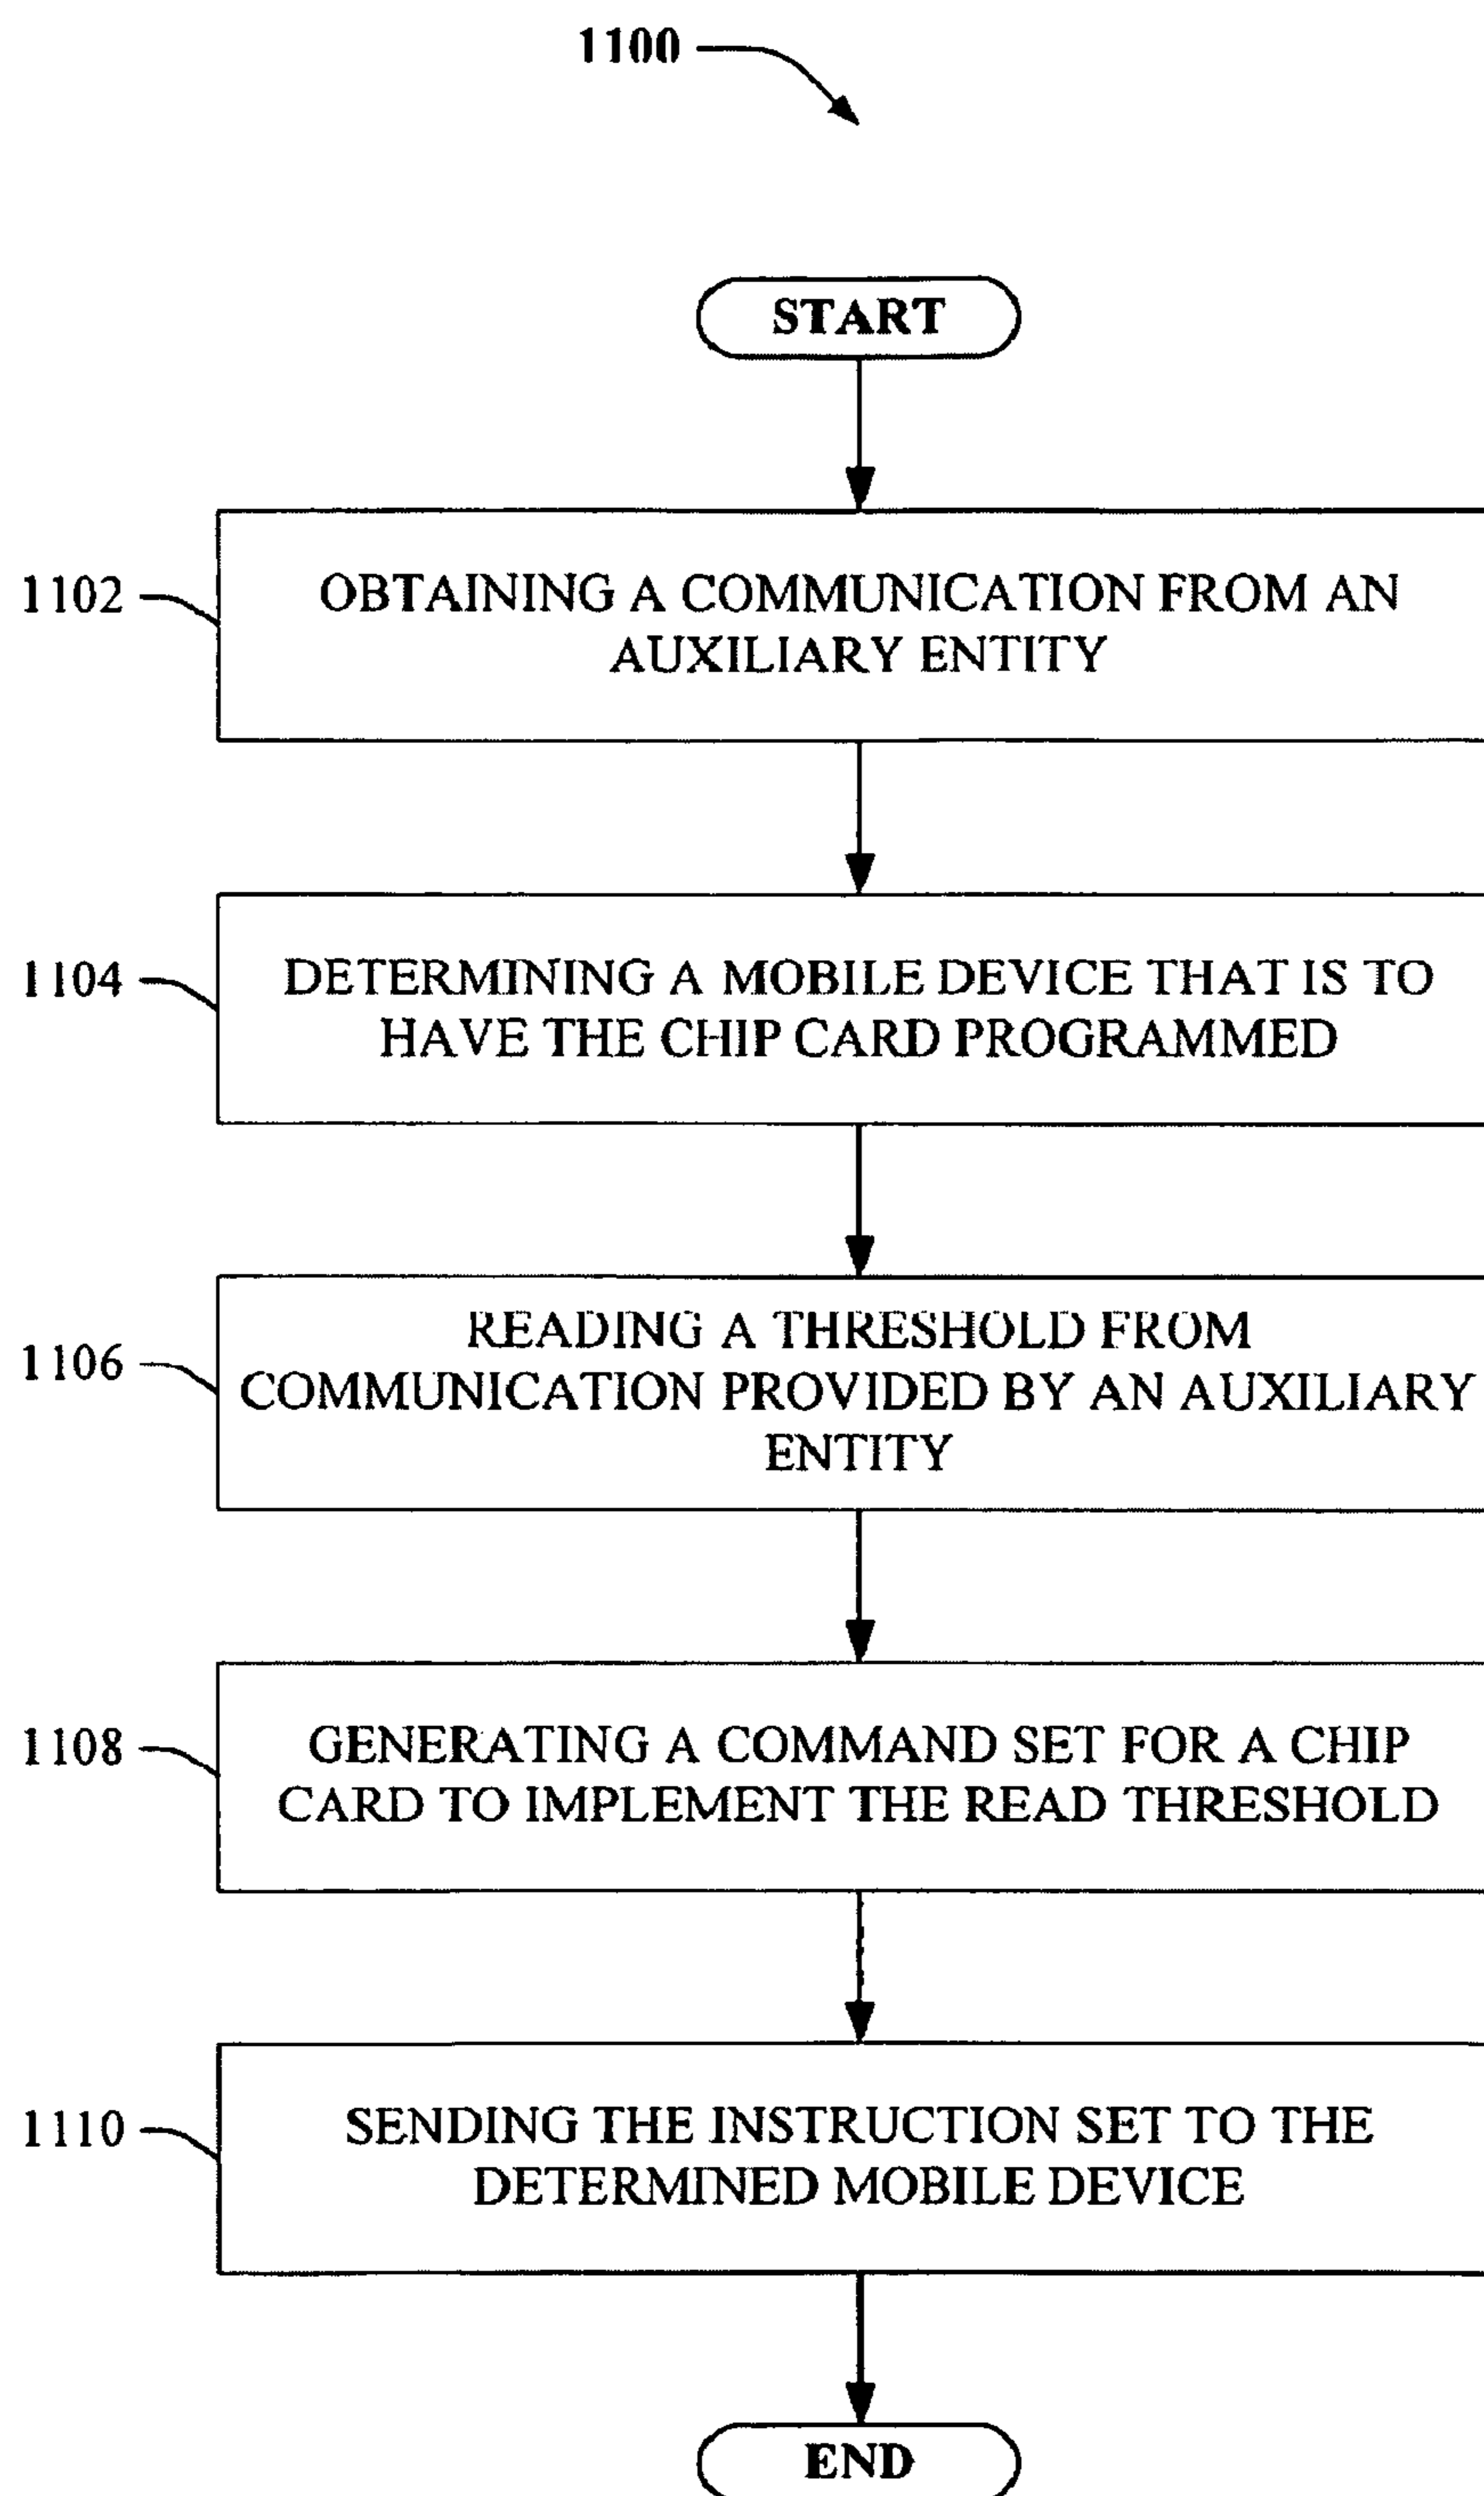 1100
START
1102
OBTAINING A COMMUNICATION FROM AN
AUXILIARY ENTITY
1104
DETERMINING A MOBILE DEVICE THAT IS TO
HAVE THE CHIP CARD PROGRAMMED
1106
READING A THRESHOLD FROM
COMMUNICATION PROVIDED BY AN AUXILIARY
ENTITY
1108
GENERATING A COMMAND SET FOR A CHIP
CARD TO IMPLEMENT THE READ THRESHOLD
1110
SENDING THE INSTRUCTION SET TO THE
DETERMINED MOBILE DEVICE
END